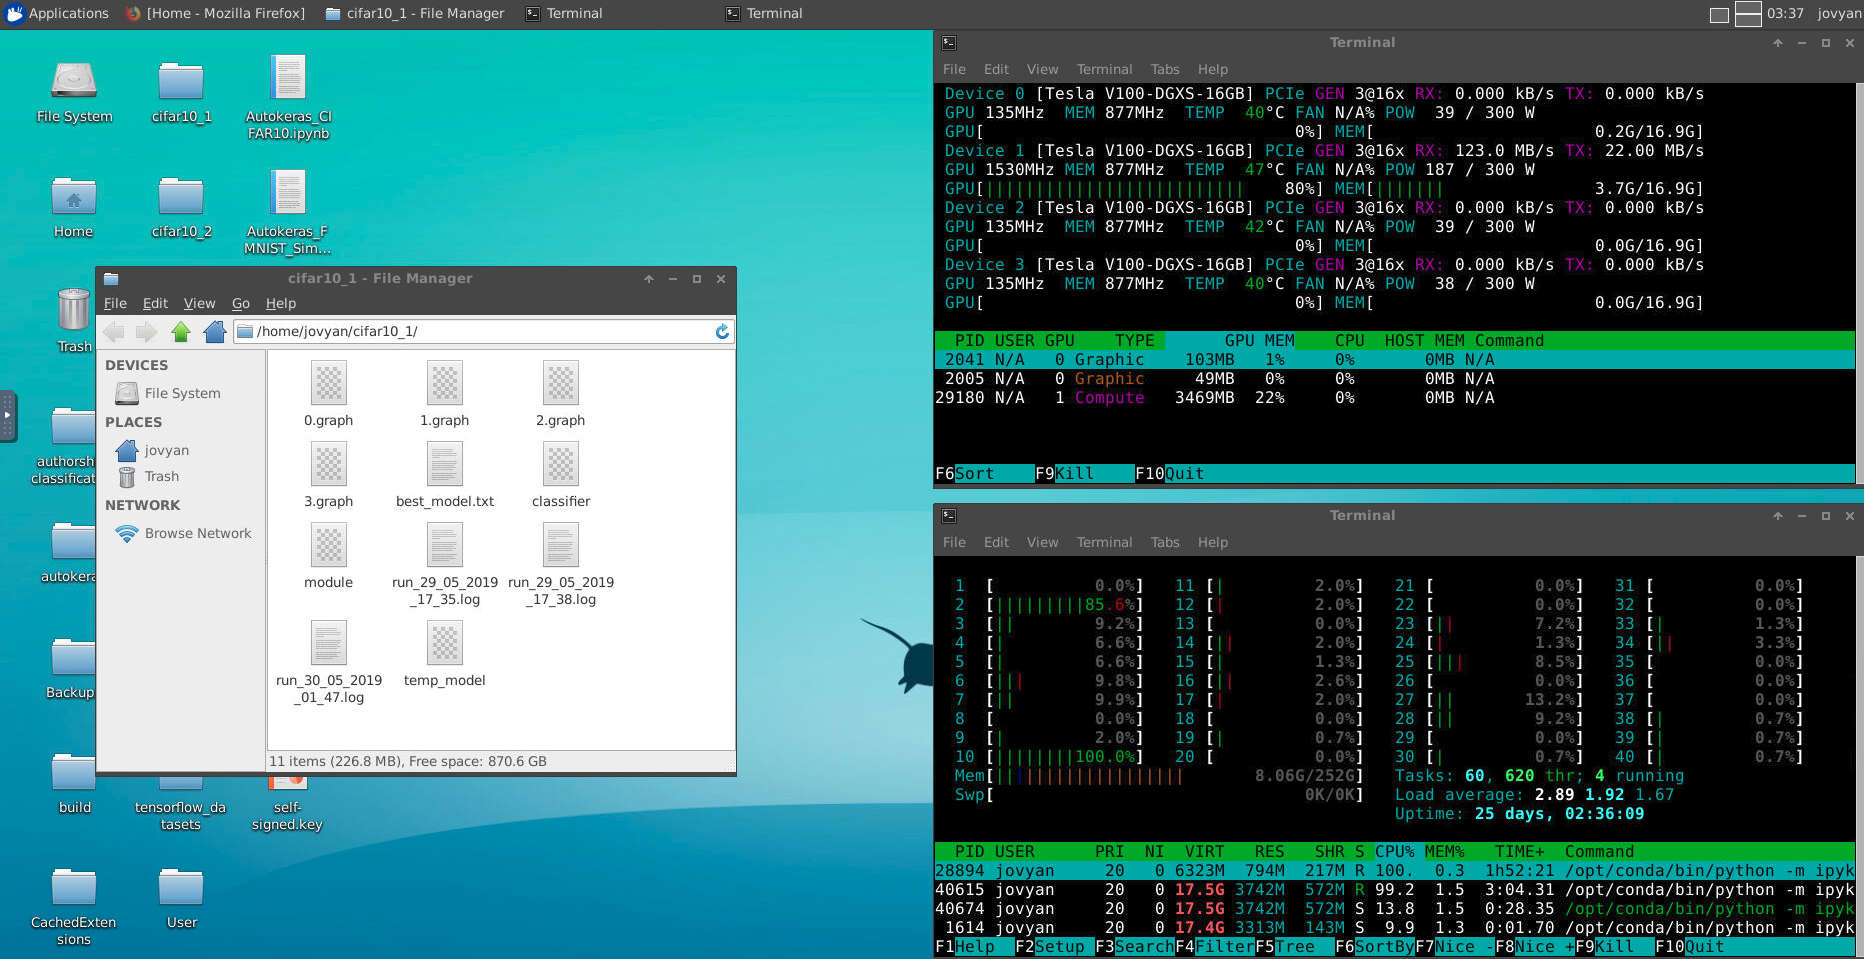 Applications [Home - Mozilla Firefox] cifar10_1 - File Manager Terminal Terminal 03:37 jovyan
File System
cifar10_1
Autokeras_CI
FAR10.ipynb
Home
cifar10_2
Autokeras_F
MNIST_Sim...
Trash
authorsh
classificat
autokera
Backup
build
tensorflow_da
tasets
self-
signed.key
CachedExten
sions
User
cifar10_1 - File Manager
File Edit View Go Help
/home/jovyan/cifar10_1/
DEVICES
File System
PLACES
jovyan
Trash
NETWORK
Browse Network
0.graph 1.graph 2.graph
3.graph best_model.txt classifier
module
run_29_05_2019
_17_35.log
run_29_05_2019
_17_38.log
run_30_05_2019
_01_47.log
temp_model
11 items (226.8 MB), Free space: 870.6 GB
Terminal
File Edit View Terminal Tabs Help
Device 0 [Tesla V100-DGXS-16GB] PCIe GEN 3@16x RX: 0.000 kB/s TX: 0.000 kB/s
GPU 135MHz MEM 877MHz TEMP 40°C FAN N/A% POW 39 / 300 W
GPU[ 0%] MEM[ 0.2G/16.9G]
Device 1 [Tesla V100-DGXS-16GB] PCIe GEN 3@16x RX: 123.0 MB/s TX: 22.00 MB/s
GPU 1530MHz MEM 877MHz TEMP 47°C FAN N/A% POW 187 / 300 W
GPU[|||||||||||||||||||||||||| 80%] MEM[||||||| 3.7G/16.9G]
Device 2 [Tesla V100-DGXS-16GB] PCIe GEN 3@16x RX: 0.000 kB/s TX: 0.000 kB/s
GPU 135MHz MEM 877MHz TEMP 42°C FAN N/A% POW 39 / 300 W
GPU[ 0%] MEM[ 0.0G/16.9G]
Device 3 [Tesla V100-DGXS-16GB] PCIe GEN 3@16x RX: 0.000 kB/s TX: 0.000 kB/s
GPU 135MHz MEM 877MHz TEMP 40°C FAN N/A% POW 38 / 300 W
GPU[ 0%] MEM[ 0.0G/16.9G]
PID USER GPU TYPE GPU MEM CPU HOST MEM Command
2041 N/A 0 Graphic 103MB 1% 0% 0MB N/A
2005 N/A 0 Graphic 49MB 0% 0% 0MB N/A
29180 N/A 1 Compute 3469MB 22% 0% 0MB N/A
F6Sort F9Kill F10Quit
Terminal
File Edit View Terminal Tabs Help
1 [ 0.0%] 11 [| 2.0%] 21 [ 0.0%] 31 [ 0.0%]
2 [|||||||||85.6%] 12 [| 2.0%] 22 [ 0.0%] 32 [ 0.0%]
3 [|| 9.2%] 13 [ 0.0%] 23 [|| 7.2%] 33 [| 1.3%]
4 [| 6.6%] 14 [|| 2.0%] 24 [| 1.3%] 34 [|| 3.3%]
5 [| 6.6%] 15 [| 1.3%] 25 [||| 8.5%] 35 [ 0.0%]
6 [||| 9.8%] 16 [|| 2.6%] 26 [ 0.0%] 36 [ 0.0%]
7 [|| 9.9%] 17 [| 2.0%] 27 [|| 13.2%] 37 [ 0.0%]
8 [ 0.0%] 18 [ 0.0%] 28 [|| 9.2%] 38 [| 0.7%]
9 [| 2.0%] 19 [| 0.7%] 29 [ 0.0%] 39 [| 0.7%]
10 [||||||||100.0%] 20 [ 0.0%] 30 [| 0.7%] 40 [| 0.7%]
Mem[||||||||||||||||||| 8.06G/252G] Tasks: 60, 620 thr; 4 running
Swp[ 0K/0K] Load average: 2.89 1.92 1.67
Uptime: 25 days, 02:36:09
PID USER PRI NI VIRT RES SHR S CPU% MEM% TIME+ Command
28894 jovyan 20 0 6323M 794M 217M R 100. 0.3 1h52:21 /opt/conda/bin/python -m ipyk
40615 jovyan 20 0 17.5G 3742M 572M R 99.2 1.5 3:04.31 /opt/conda/bin/python -m ipyk
40674 jovyan 20 0 17.5G 3742M 572M S 13.8 1.5 0:28.35 /opt/conda/bin/python -m ipyk
1614 jovyan 20 0 17.4G 3313M 143M S 9.9 1.3 0:01.70 /opt/conda/bin/python -m ipyk
F1Help F2Setup F3SearchF4FilterF5Tree F6SortByF7Nice -F8Nice +F9Kill F10Quit